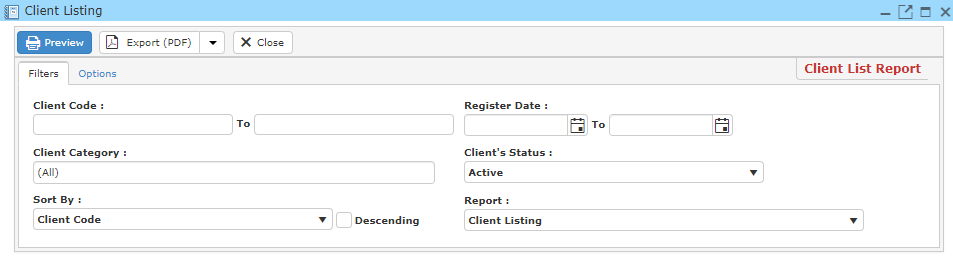 Client Listing
Preview Export (PDF) Close
Filters Options Client List Report
Client Code : Register Date :
To To
Client Category : Client's Status :
(All) Active
Sort By : Report :
Client Code Descending Client Listing